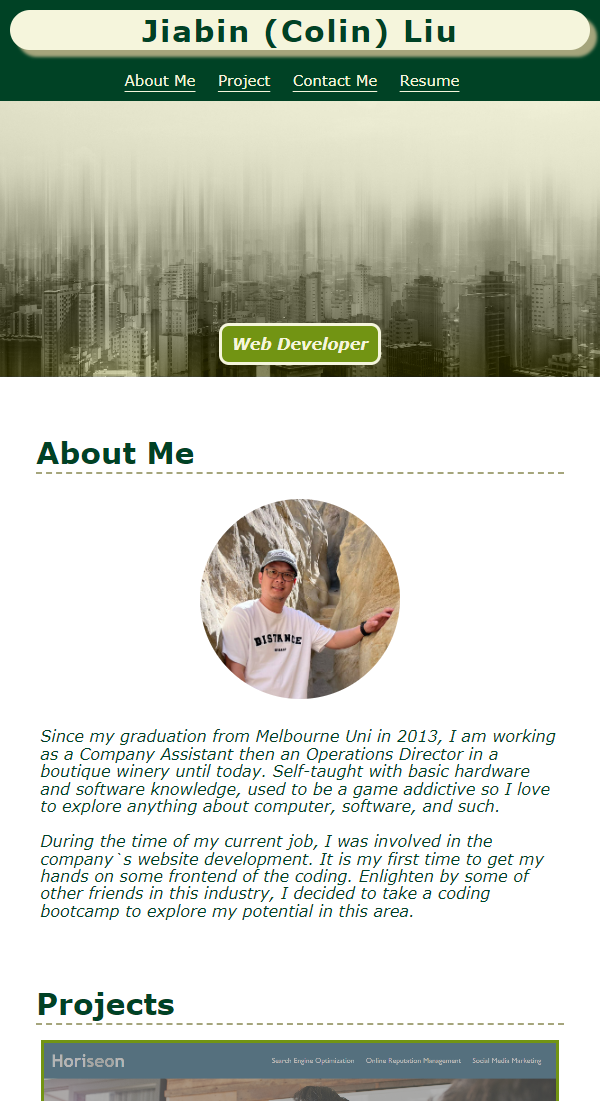 Jiabin (Colin) Liu
About Me Project Contact Me Resume
Web Developer
About Me
DISTANCE
Since my graduation from Melbourne Uni in 2013, I am working
as a Company Assistant then an Operations Director in a
boutique winery until today. Self-taught with basic hardware
and software knowledge, used to be a game addictive so I love
to explore anything about computer, software, and such.
During the time of my current job, I was involved in the
company`s website development. It is my first time to get my
hands on some frontend of the coding. Enlighten by some of
other friends in this industry, I decided to take a coding
bootcamp to explore my potential in this area.
Projects
Horiseon Search Engine Optimization Online Reputation Management Social Media Marketing